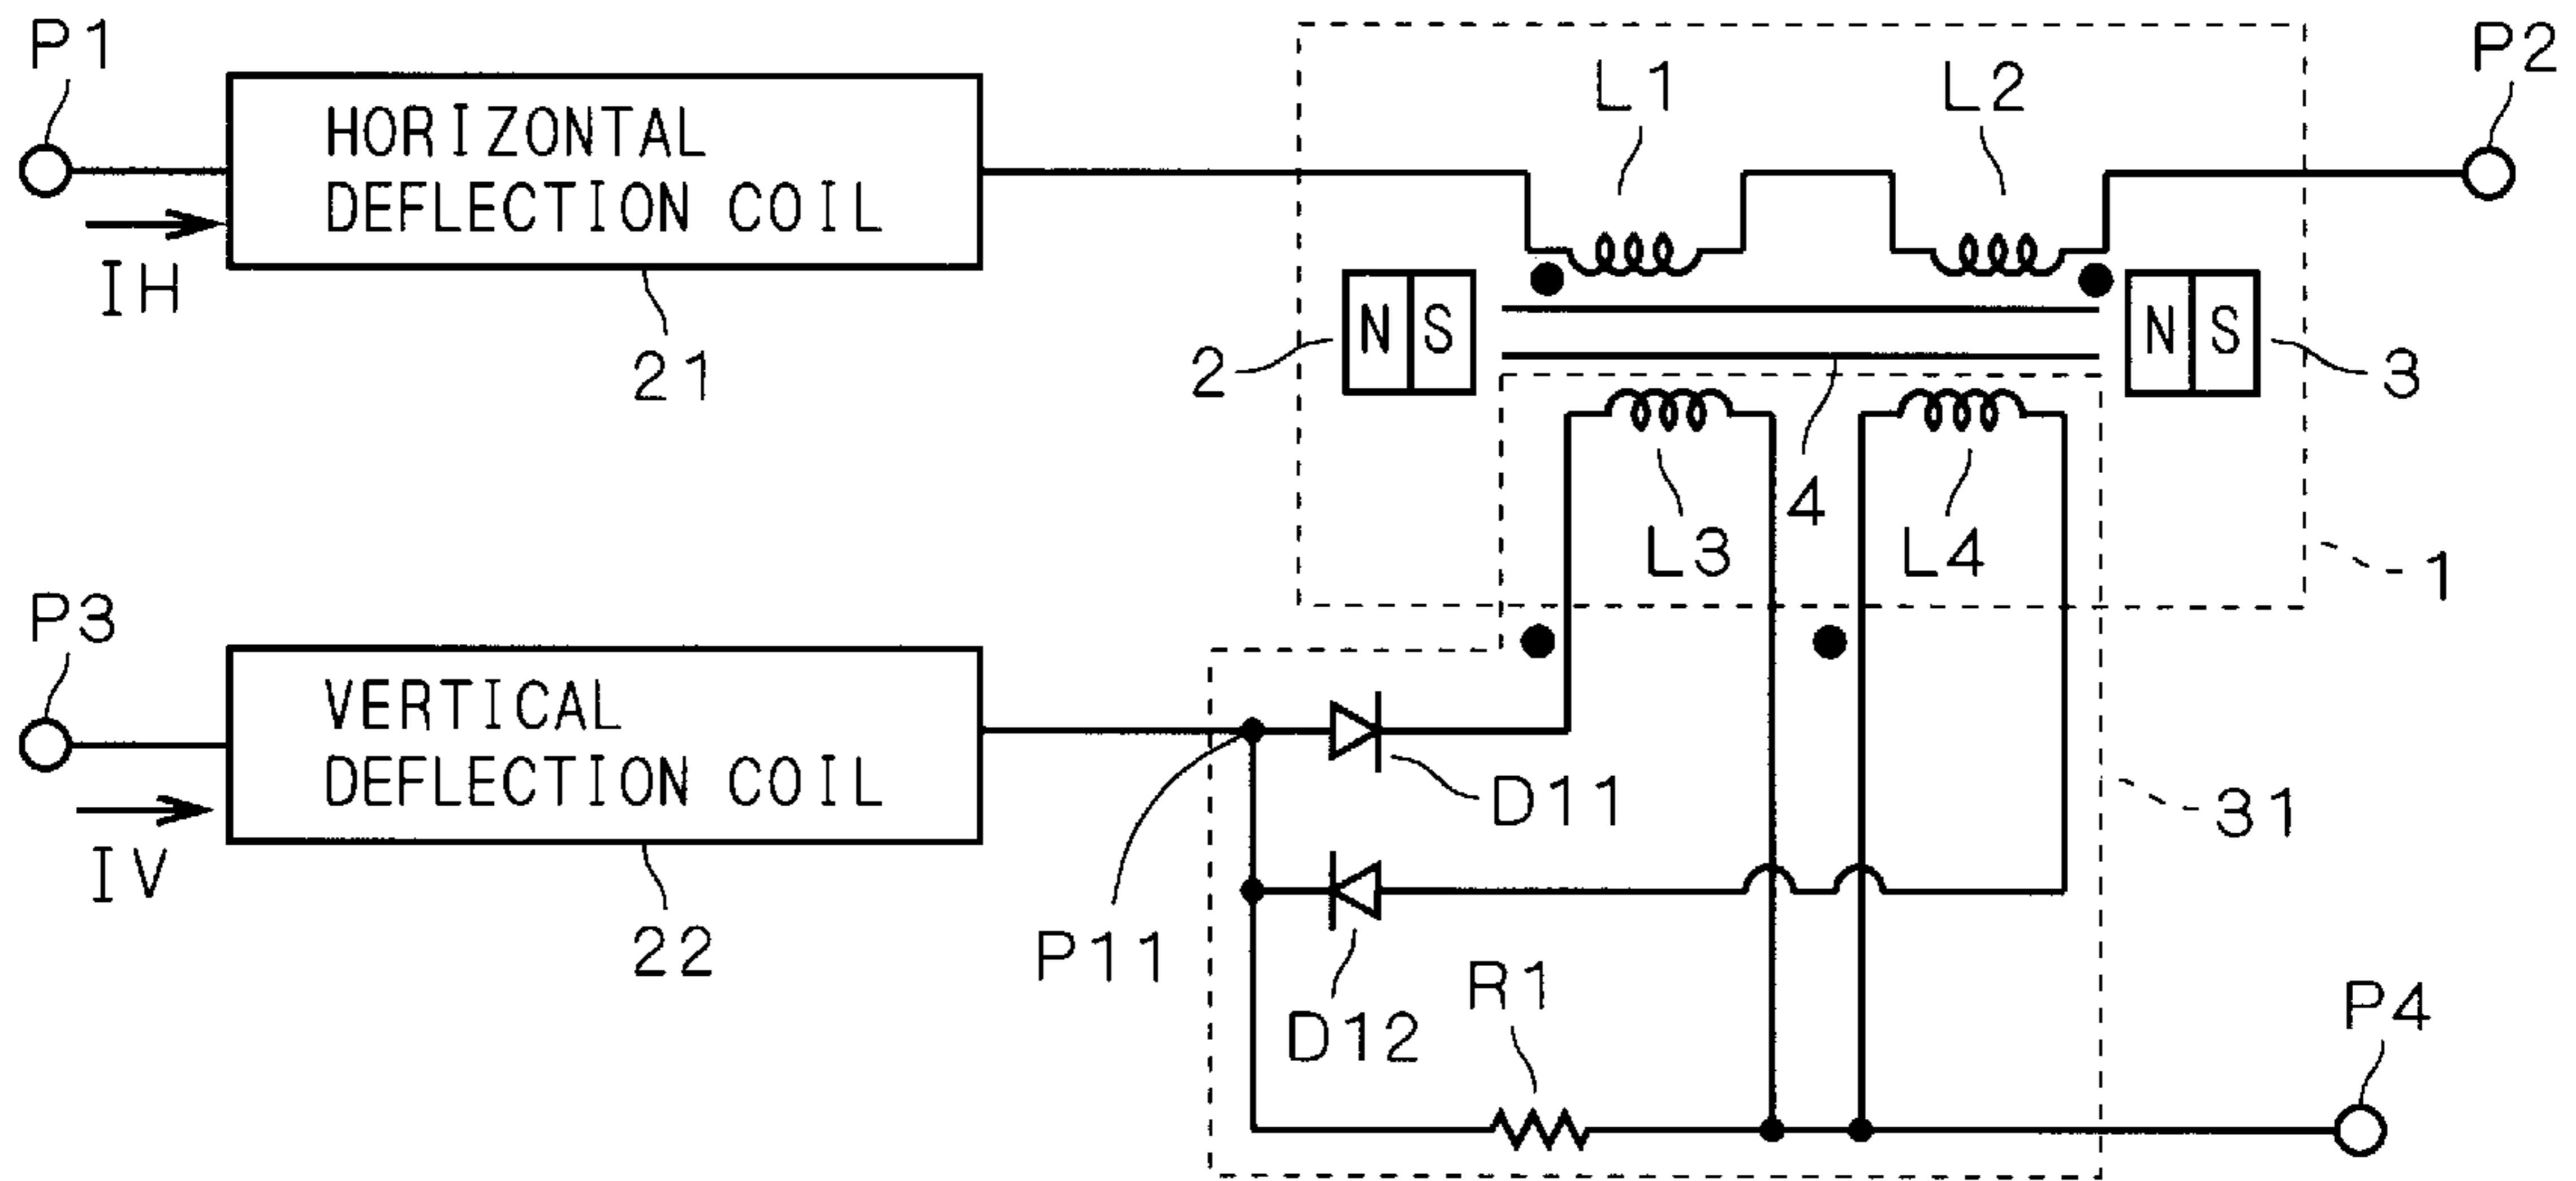 P1
HORIZONTAL
DEFLECTION COIL
IH
21
L1
L2
P2
N S
N S
2
3
4
L3
L4
1
P3
VERTICAL
DEFLECTION COIL
IV
22
P11
D11
D12
31
R1
P4